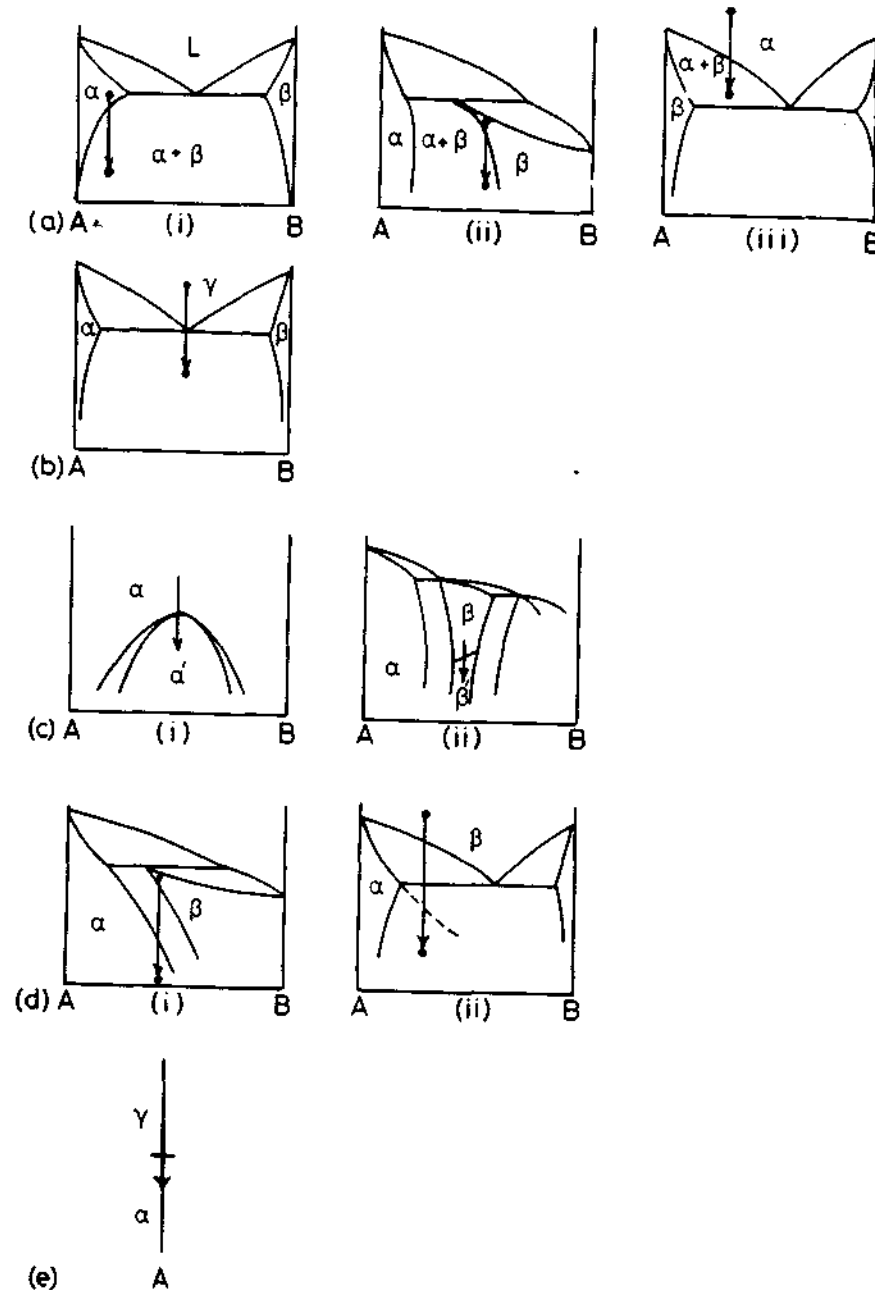 L
α β
α + β
(a) A (i) B
α α+β β
A (ii) B
α
α+β
β
A (iii) B
γ
α β
(b) A B
α
α′
(c) A (i) B
β
α
β′
A (ii) B
α β
(d) A (i) B
β
α
A (ii) B
γ
α
(e) A